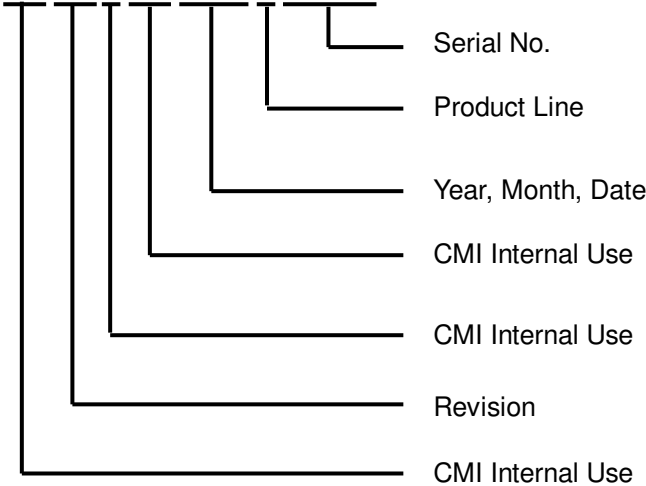 Serial No.
Product Line
Year, Month, Date
CMI Internal Use
CMI Internal Use
Revision
CMI Internal Use